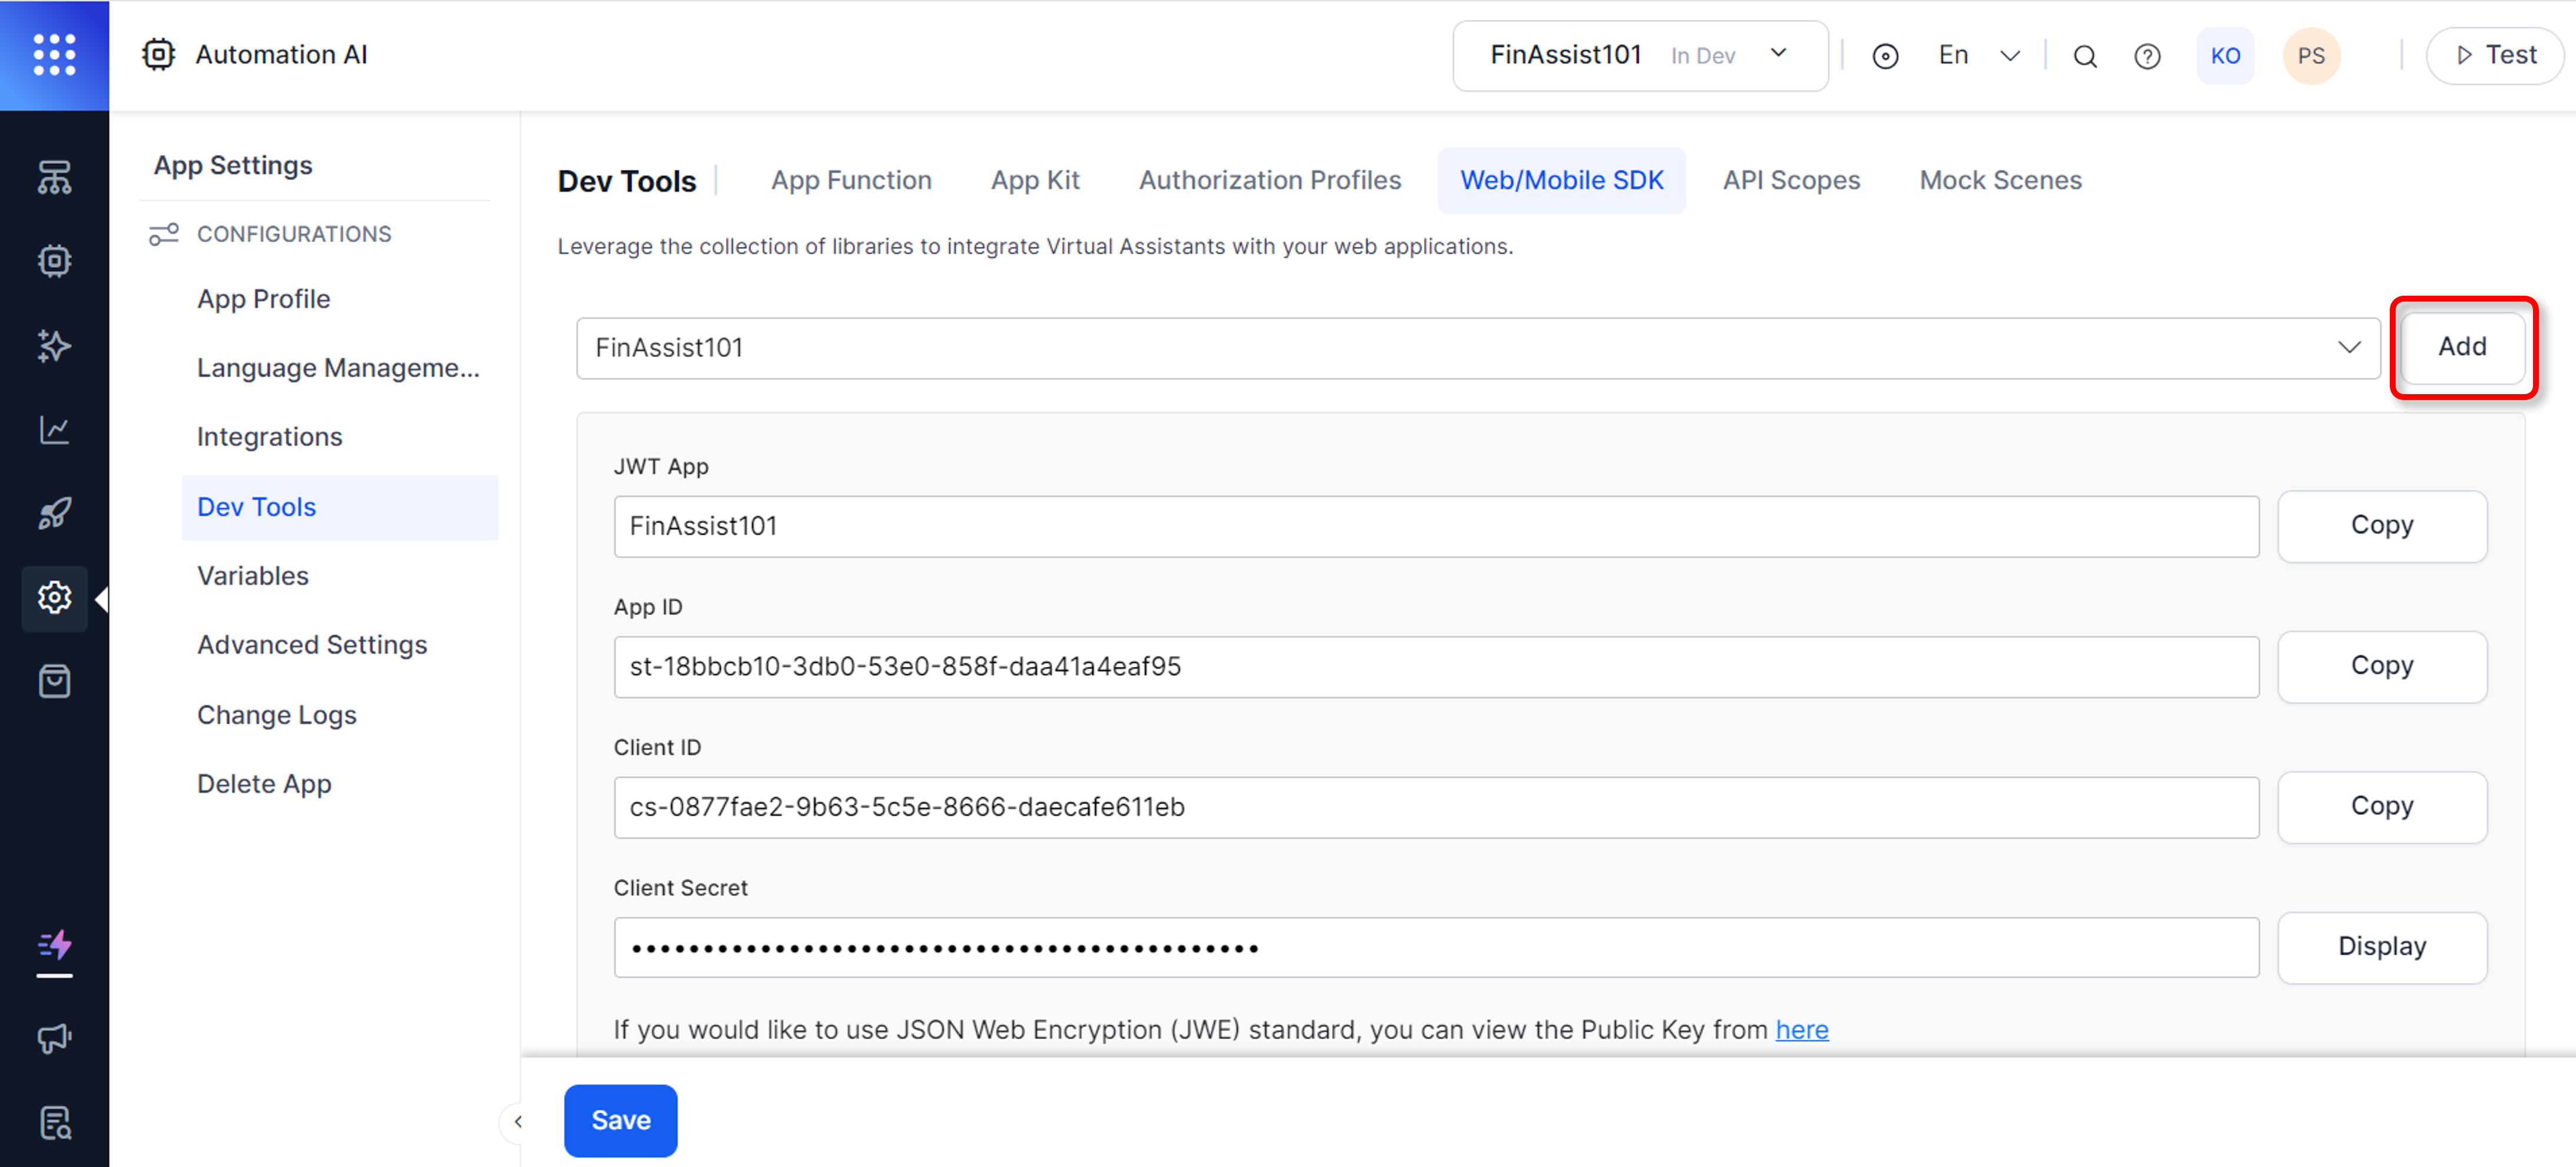 Automation AI
FinAssist101 In Dev
En
KO
PS
Test
App Settings
CONFIGURATIONS
App Profile
Language Manageme...
Integrations
Dev Tools
Variables
Advanced Settings
Change Logs
Delete App
Dev Tools
App Function
App Kit
Authorization Profiles
Web/Mobile SDK
API Scopes
Mock Scenes
Leverage the collection of libraries to integrate Virtual Assistants with your web applications.
FinAssist101
Add
JWT App
FinAssist101
Copy
App ID
st-18bbcb10-3db0-53e0-858f-daa41a4eaf95
Copy
Client ID
cs-0877fae2-9b63-5c5e-8666-daecafe611eb
Copy
Client Secret
••••••••••••••••••••••••••••••••••••••••••••
Display
If you would like to use JSON Web Encryption (JWE) standard, you can view the Public Key from here
Save